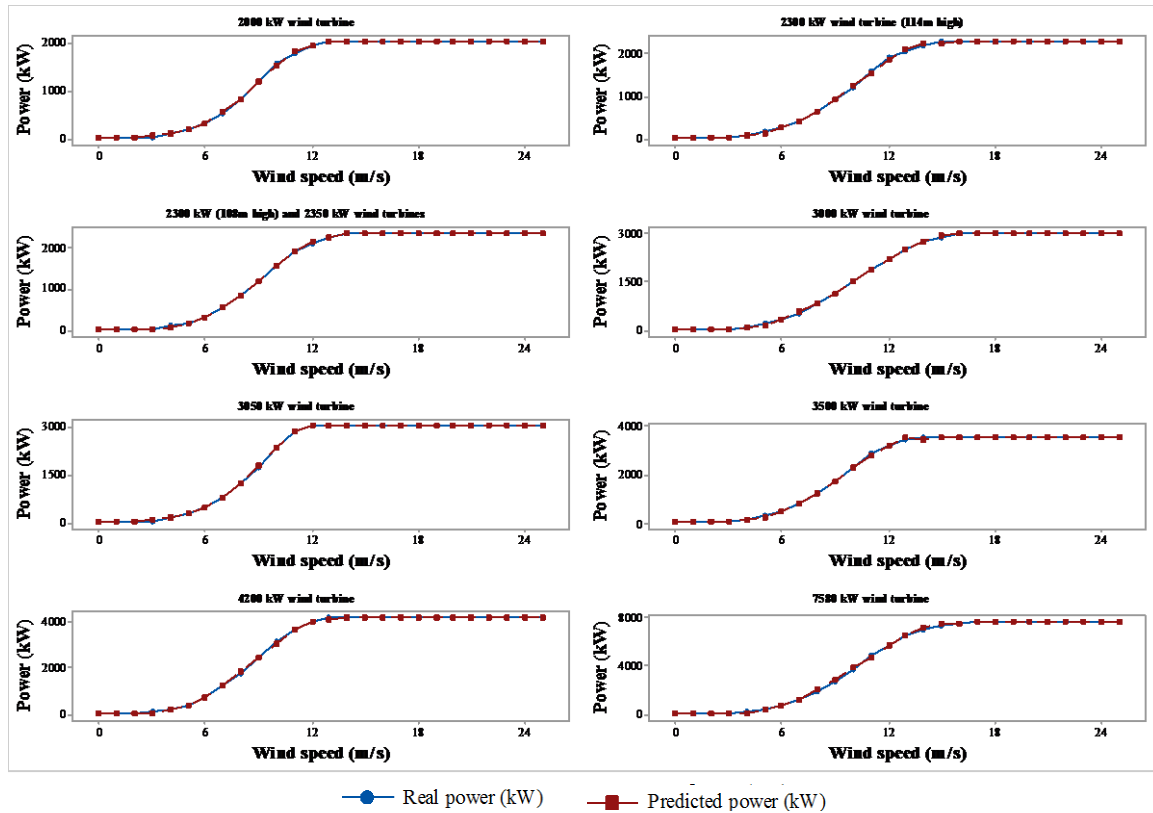 2000 kW wind turbine
Power (kW)
2000
1000
0
0 6 12 18 24
Wind speed (m/s)
2300 kW wind turbine (114m high)
Power (kW)
2000
1000
0
0 6 12 18 24
Wind speed (m/s)
2300 kW (108m high) and 2350 kW wind turbines
Power (kW)
2000
1000
0
0 6 12 18 24
Wind speed (m/s)
3000 kW wind turbine
Power (kW)
3000
1500
0
0 6 12 18 24
Wind speed (m/s)
3050 kW wind turbine
Power (kW)
3000
1500
0
0 6 12 18 24
Wind speed (m/s)
3500 kW wind turbine
Power (kW)
4000
2000
0
0 6 12 18 24
Wind speed (m/s)
4200 kW wind turbine
Power (kW)
4000
2000
0
0 6 12 18 24
Wind speed (m/s)
7580 kW wind turbine
Power (kW)
8000
4000
0
0 6 12 18 24
Wind speed (m/s)
Real power (kW) Predicted power (kW)